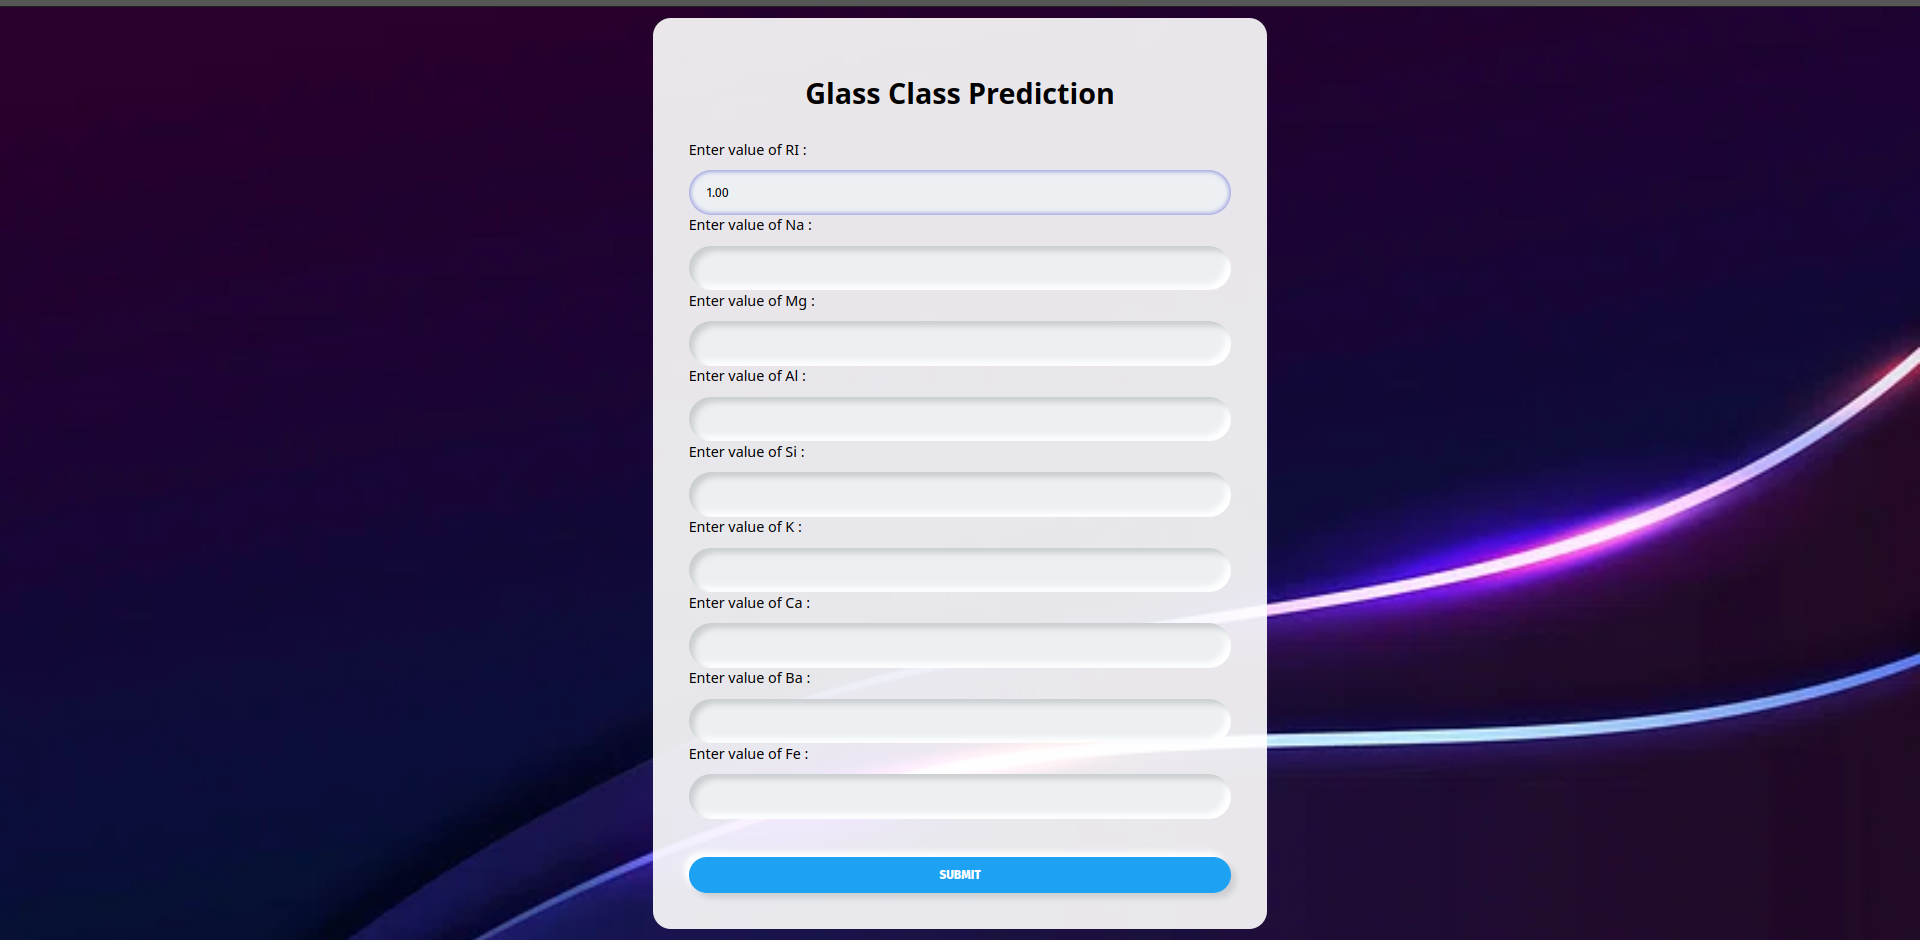 Glass Class Prediction
Enter value of RI :
1.00
Enter value of Na :
Enter value of Mg :
Enter value of Al :
Enter value of Si :
Enter value of K :
Enter value of Ca :
Enter value of Ba :
Enter value of Fe :
SUBMIT